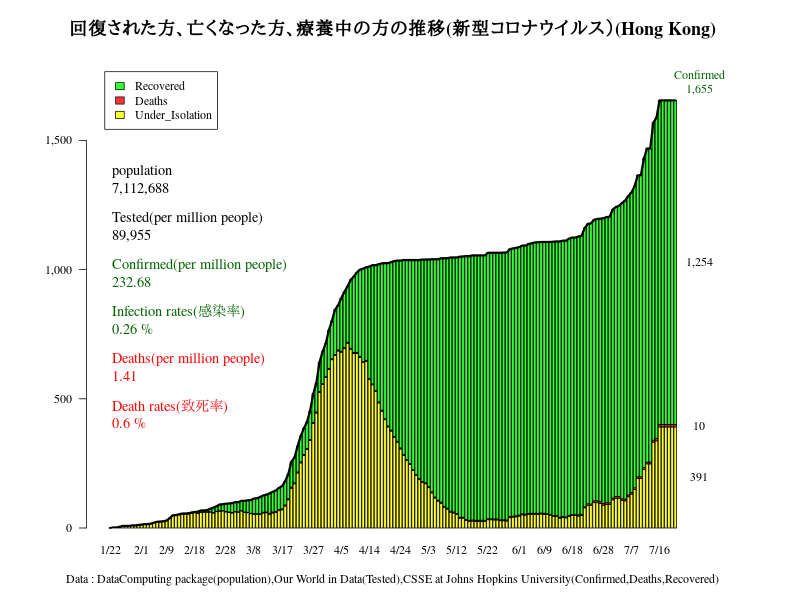 回復された方、亡くなった方、療養中の方の推移(新型コロナウイルス）(Hong Kong)
Confirmed
1,655
Recovered
Deaths
Under_Isolation
1,500
population
7,112,688
Tested(per million people)
89,955
Confirmed(per million people)
232.68
1,000
1,254
Infection rates(感染率)
0.26 %
Deaths(per million people)
1.41
500
Death rates(致死率)
0.6 %
10
391
0
1/22 2/1 2/9 2/18 2/28 3/8 3/17 3/27 4/5 4/14 4/24 5/3 5/12 5/22 6/1 6/9 6/18 6/28 7/7 7/16
Data : DataComputing package(population),Our World in Data(Tested),CSSE at Johns Hopkins University(Confirmed,Deaths,Recovered)